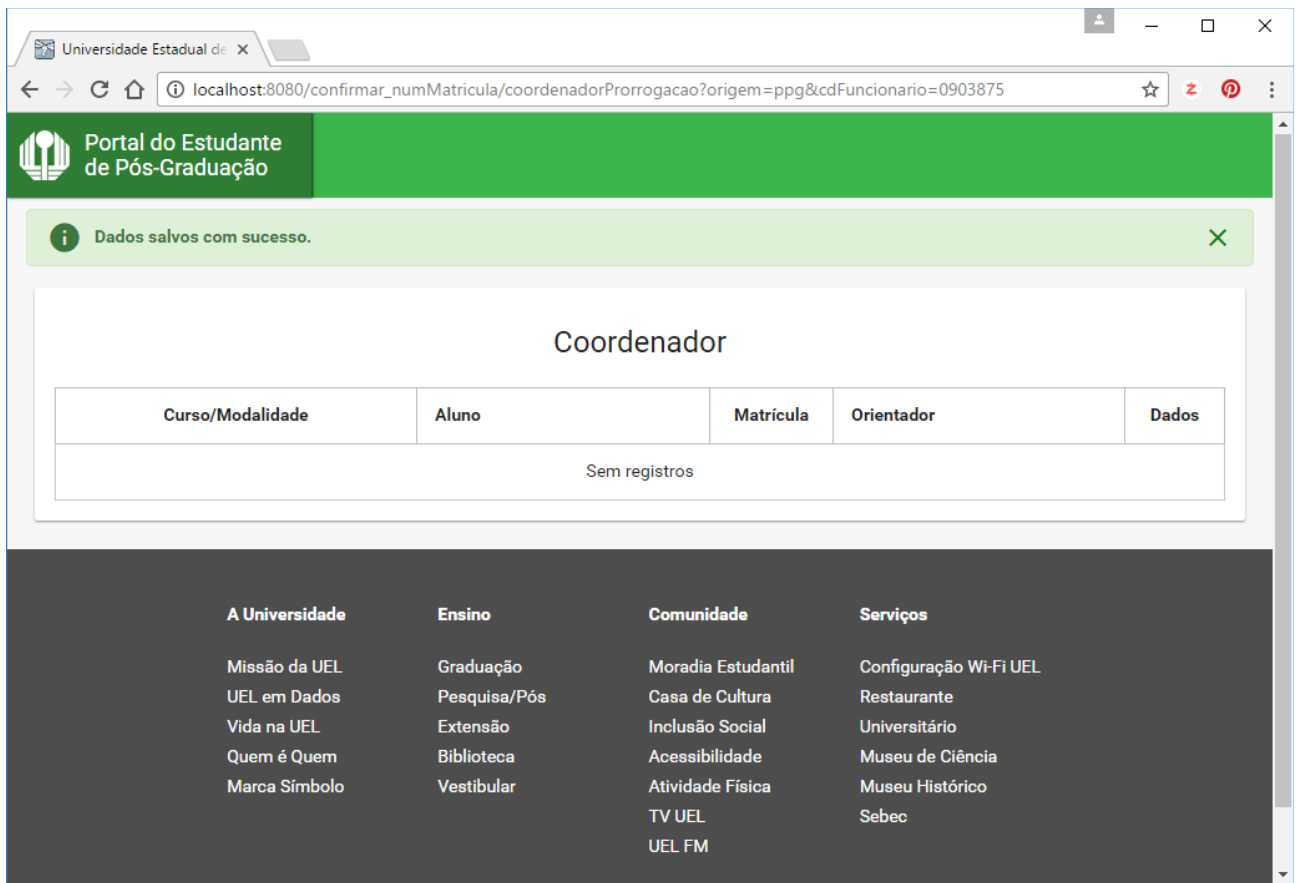 Universidade Estadual de
localhost:8080/confirmar_numMatricula/coordenadorProrrogacao?origem=ppg&cdFuncionario=0903875
Portal do Estudante
de Pós-Graduação
Dados salvos com sucesso.
Coordenador
Curso/Modalidade Aluno Matrícula Orientador Dados
Sem registros
A Universidade
Missão da UEL
UEL em Dados
Vida na UEL
Quem é Quem
Marca Símbolo
Ensino
Graduação
Pesquisa/Pós
Extensão
Biblioteca
Vestibular
Comunidade
Moradia Estudantil
Casa de Cultura
Inclusão Social
Acessibilidade
Atividade Física
TV UEL
UEL FM
Serviços
Configuração Wi-Fi UEL
Restaurante
Universitário
Museu de Ciência
Museu Histórico
Sebec